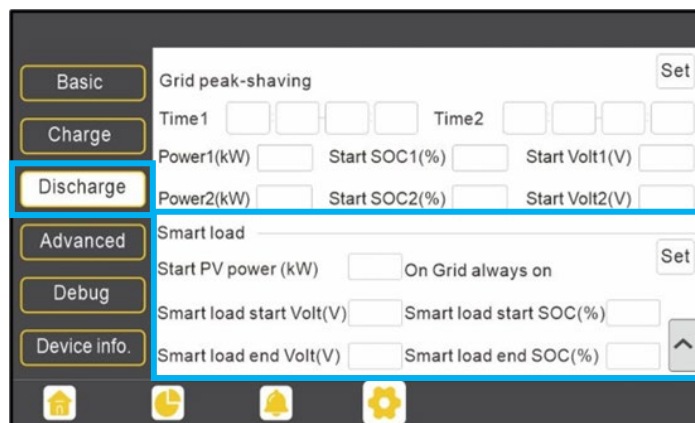 Basic
Charge
Discharge
Advanced
Debug
Device info.
Grid peak-shaving
Set
Time1
Time2
Power1(kW) Start SOC1(%) Start Volt1(V)
Power2(kW) Start SOC2(%) Start Volt2(V)
Smart load
Set
Start PV power (kW) On Grid always on
Smart load start Volt(V) Smart load start SOC(%)
Smart load end Volt(V) Smart load end SOC(%)